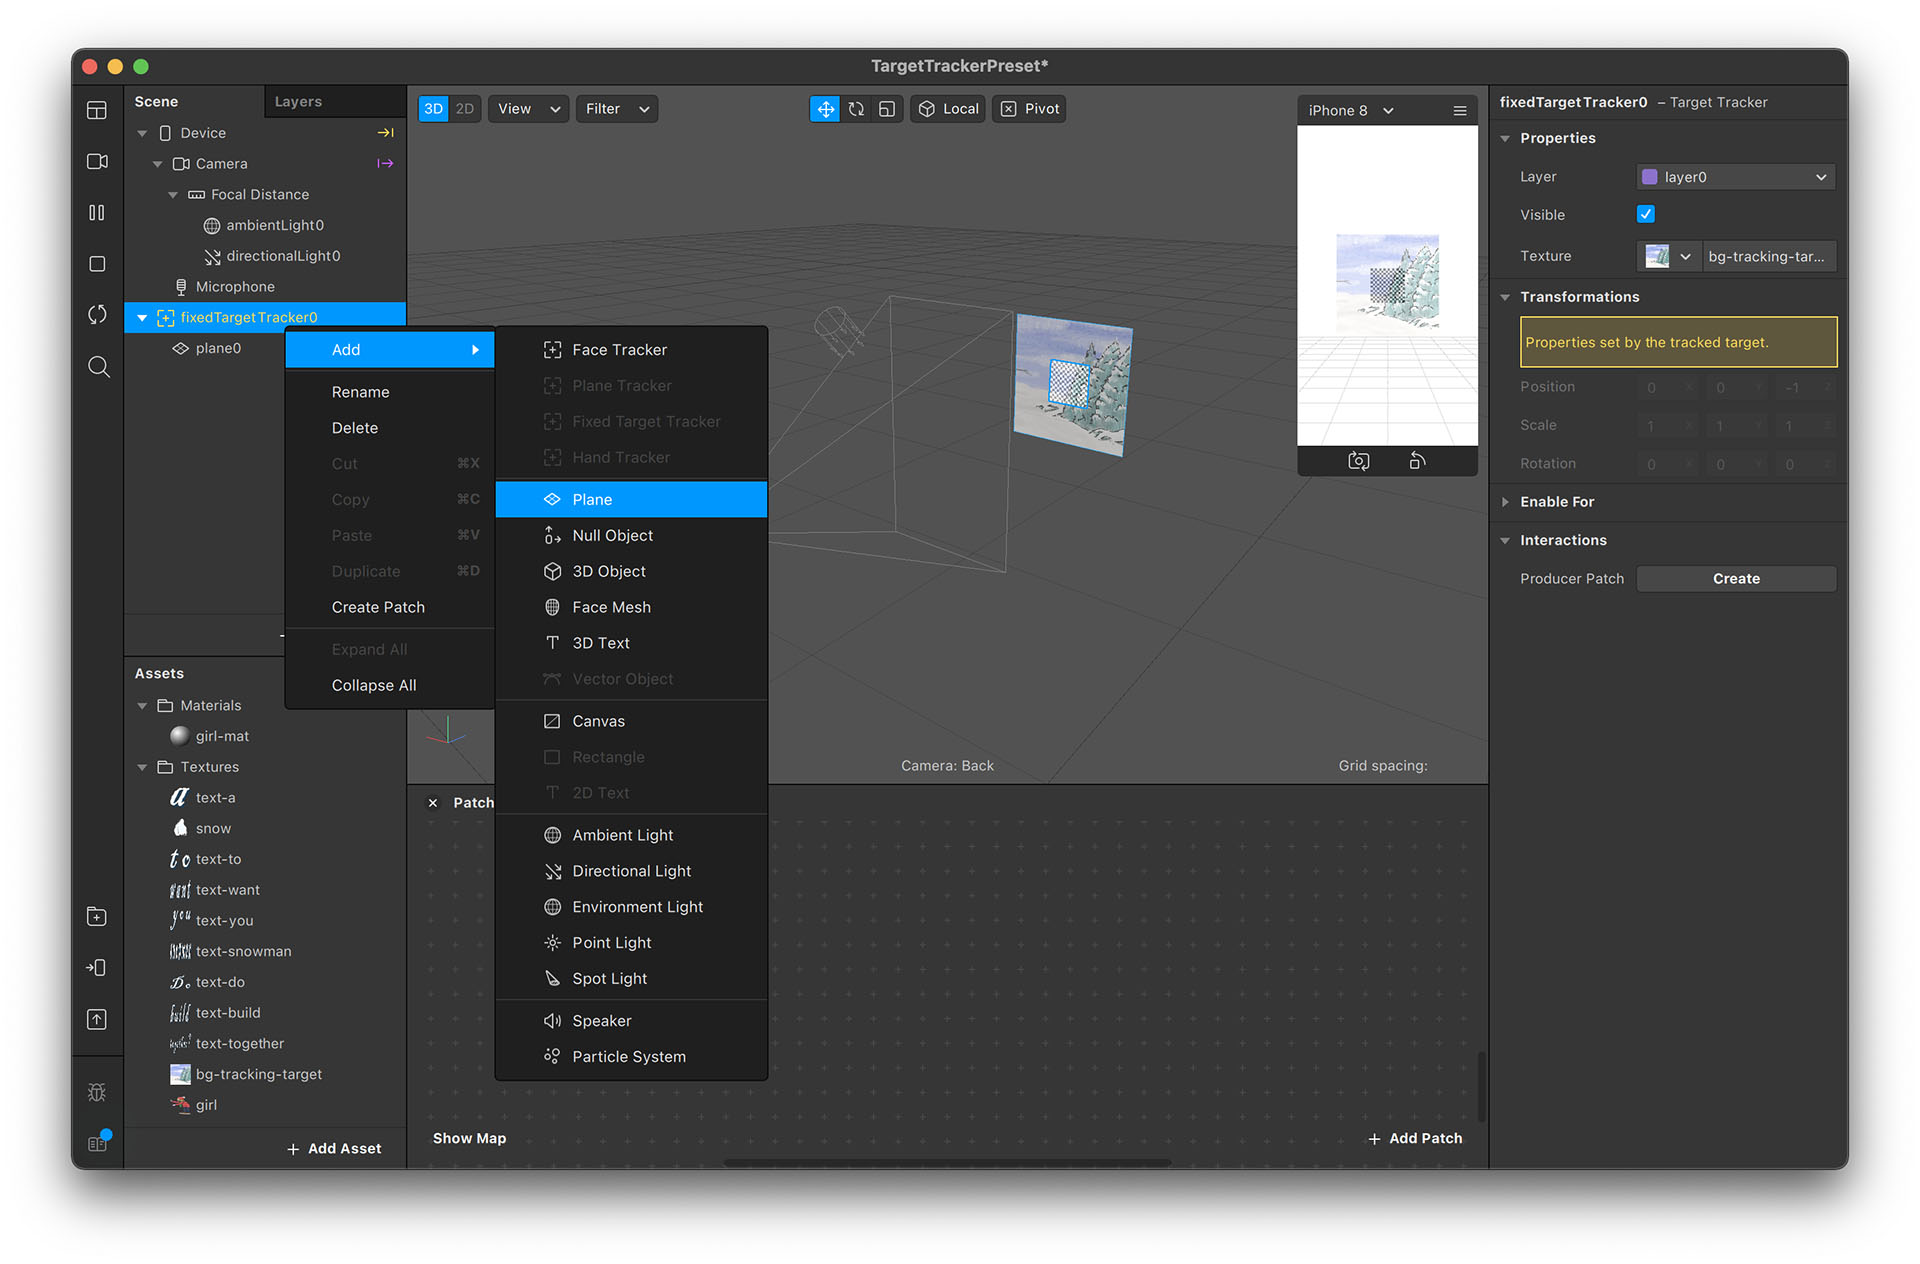 TargetTrackerPreset*
Scene
Layers
Device
Camera
Focal Distance
ambientLight0
directionalLight0
Microphone
fixedTargetTracker0
plane0
Add
Rename
Delete
Cut ⌘X
Copy ⌘C
Paste ⌘V
Duplicate ⌘D
Create Patch
Expand All
Collapse All
Face Tracker
Plane Tracker
Fixed Target Tracker
Hand Tracker
Plane
Null Object
3D Object
Face Mesh
3D Text
Vector Object
Canvas
Rectangle
2D Text
Ambient Light
Directional Light
Environment Light
Point Light
Spot Light
Speaker
Particle System
Assets
Materials
girl-mat
Textures
text-a
snow
text-to
text-want
text-you
text-snowman
text-do
text-build
text-together
bg-tracking-target
girl
+ Add Asset
3D 2D View Filter
Local Pivot
iPhone 8
Camera: Back
Grid spacing:
Patch
Show Map
+ Add Patch
fixedTargetTracker0 – Target Tracker
Properties
Layer layer0
Visible
Texture bg-tracking-tar...
Transformations
Properties set by the tracked target.
Position 0 X 0 Y -1 Z
Scale 1 X 1 Y 1 Z
Rotation 0 X 0 Y 0 Z
Enable For
Interactions
Producer Patch Create